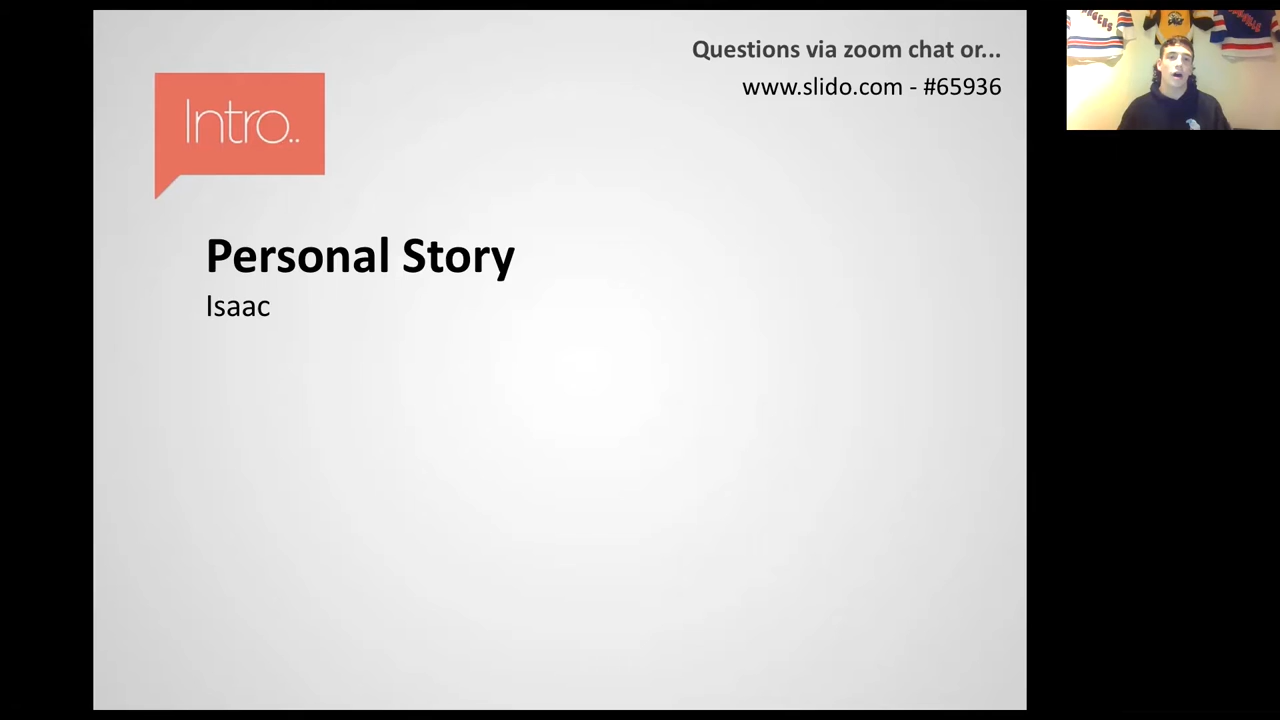 Questions via zoom chat or...
www.slido.com - #65936
Intro..
Personal Story
Isaac